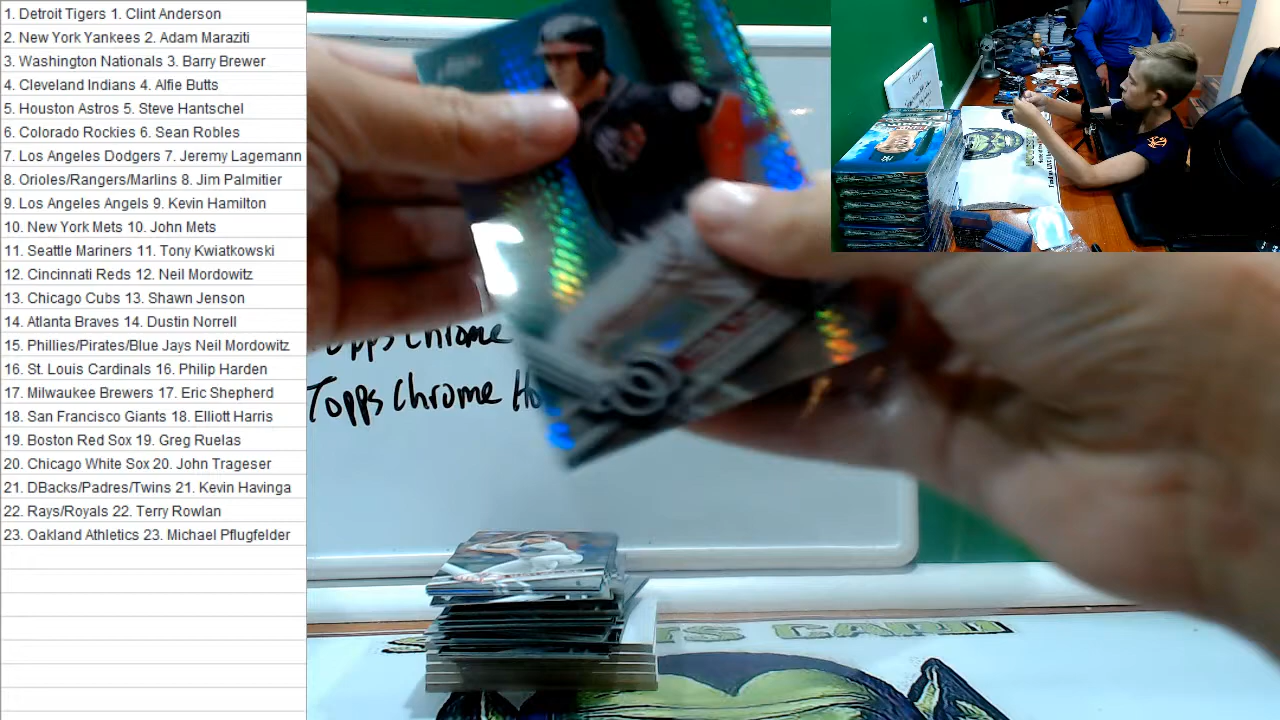 1. Detroit Tigers 1. Clint Anderson
2. New York Yankees 2. Adam Maraziti
3. Washington Nationals 3. Barry Brewer
4. Cleveland Indians 4. Alfie Butts
5. Houston Astros 5. Steve Hantschel
6. Colorado Rockies 6. Sean Robles
7. Los Angeles Dodgers 7. Jeremy Lagemann
8. Orioles/Rangers/Marlins 8. Jim Palmitier
9. Los Angeles Angels 9. Kevin Hamilton
10. New York Mets 10. John Mets
11. Seattle Mariners 11. Tony Kwiatkowski
12. Cincinnati Reds 12. Neil Mordowitz
13. Chicago Cubs 13. Shawn Jenson
14. Atlanta Braves 14. Dustin Norrell
15. Phillies/Pirates/Blue Jays Neil Mordowitz
16. St. Louis Cardinals 16. Philip Harden
17. Milwaukee Brewers 17. Eric Shepherd
18. San Francisco Giants 18. Elliott Harris
19. Boston Red Sox 19. Greg Ruelas
20. Chicago White Sox 20. John Trageser
21. DBacks/Padres/Twins 21. Kevin Havinga
22. Rays/Royals 22. Terry Rowlan
23. Oakland Athletics 23. Michael Pflugfelder
Topps Chrome
Topps Chrome Ho
CARD